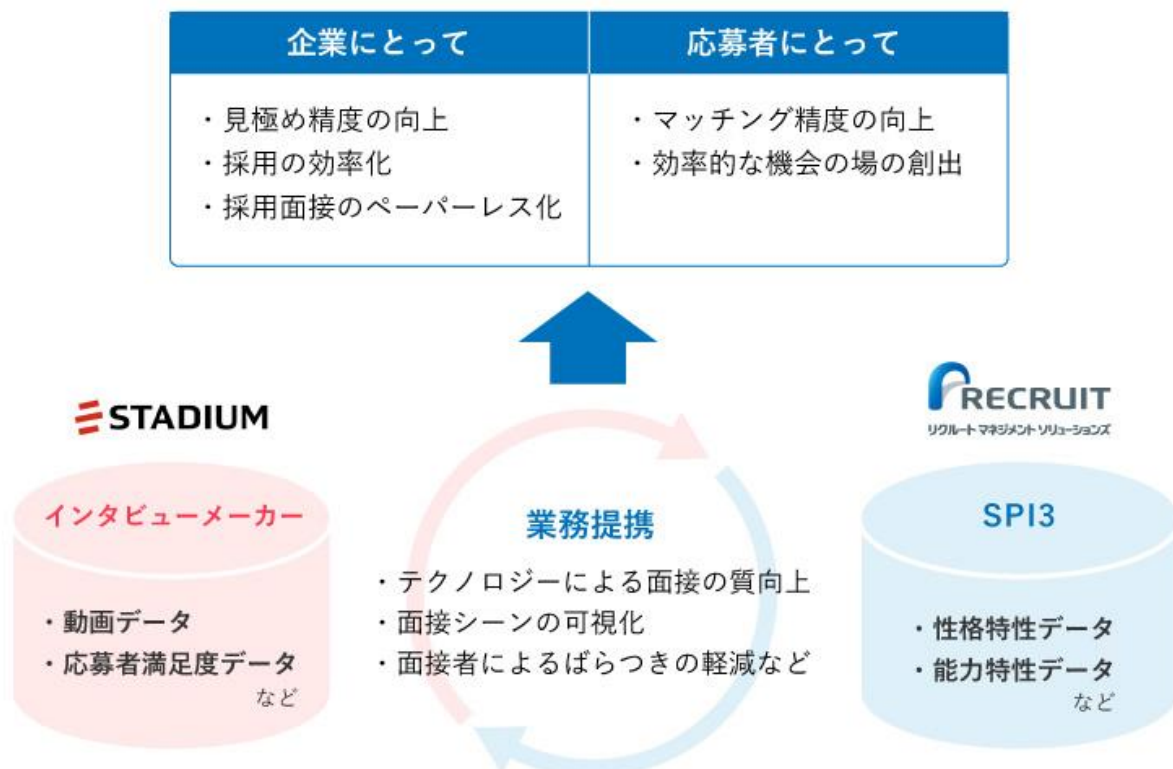 企業にとって
応募者にとって
・見極め精度の向上
・採用の効率化
・採用面接のペーパーレス化
・マッチング精度の向上
・効率的な機会の場の創出
STADIUM
RECRUIT
リクルート マネジメント ソリューションズ
インタビューメーカー
・動画データ
・応募者満足度データ
など
業務提携
・テクノロジーによる面接の質向上
・面接シーンの可視化
・面接者によるばらつきの軽減など
SPI3
・性格特性データ
・能力特性データ
など